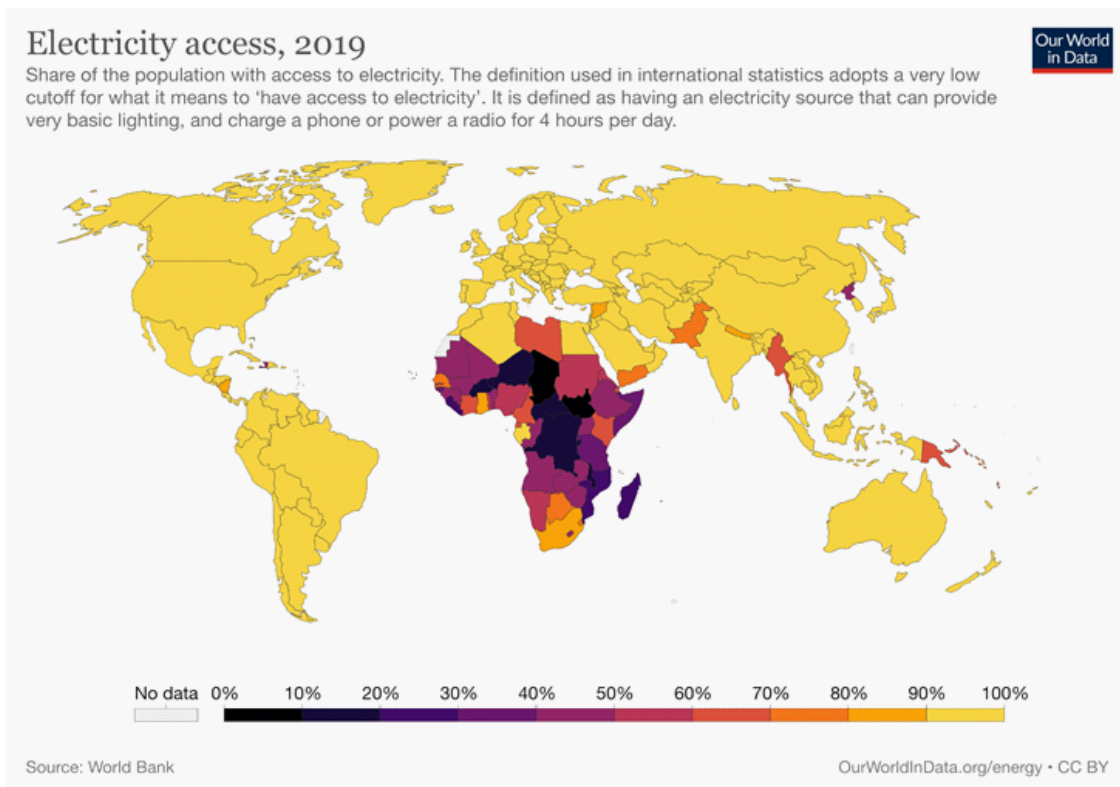 Electricity access, 2019
Our World
in Data
Share of the population with access to electricity. The definition used in international statistics adopts a very low
cutoff for what it means to ‘have access to electricity’. It is defined as having an electricity source that can provide
very basic lighting, and charge a phone or power a radio for 4 hours per day.
No data 0% 10% 20% 30% 40% 50% 60% 70% 80% 90% 100%
Source: World Bank
OurWorldInData.org/energy • CC BY